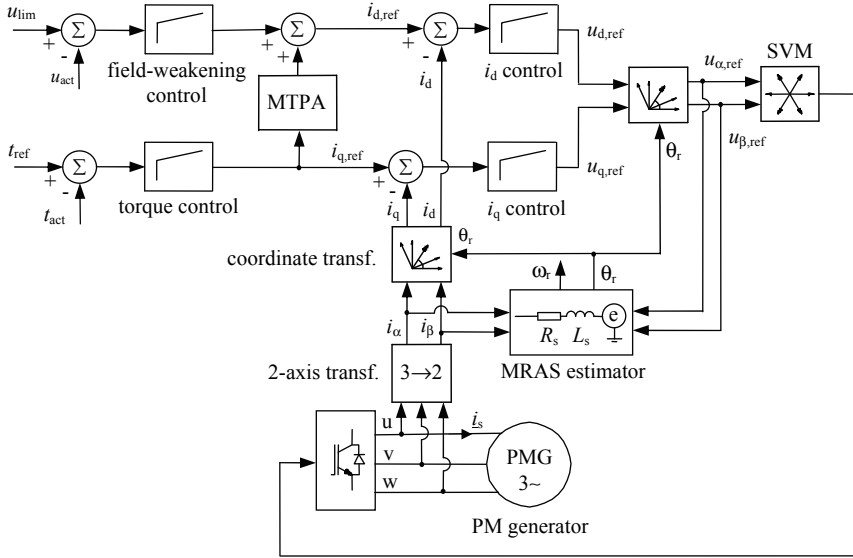 u_lim
+
-
Σ
u_act
field-weakening
control
+
+
Σ
i_d,ref
+
-
Σ
i_d
i_d control
u_d,ref
u_α,ref
SVM
MTPA
t_ref
+
-
Σ
t_act
torque control
i_q,ref
+
-
Σ
i_q
i_d
i_q control
u_q,ref
θ_r
u_β,ref
coordinate transf.
θ_r
ω_r
θ_r
i_α
i_β
R_s
L_s
e
MRAS estimator
2-axis transf.
3→2
u
i_s
v
w
PMG
3~
PM generator